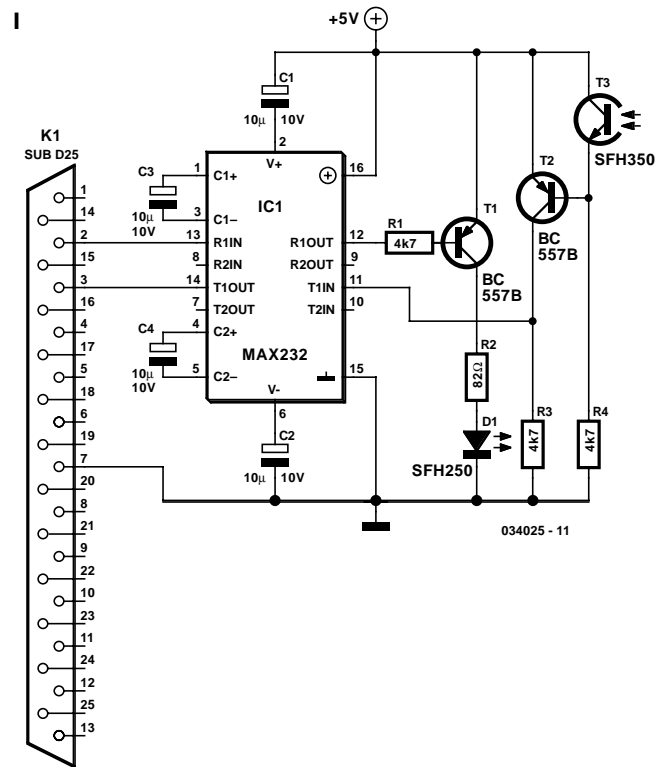 I
+5V
K1
SUB D25
1
14
2
15
3
16
4
17
5
18
6
19
7
20
8
21
9
22
10
23
11
24
12
25
13
C1
10µ 10V
2
V+
C3
10µ
10V
1 C1+
3 C1–
13 R1IN
8 R2IN
14 T1OUT
7 T2OUT
4 C2+
5 C2–
C4
10µ
10V
IC1
MAX232
16
R1OUT 12
R2OUT 9
T1IN 11
T2IN 10
15
V-
6
C2
10µ 10V
R1
4k7
T1
BC
557B
R2
82Ω
D1
SFH250
T2
BC
557B
T3
SFH350
R3
4k7
R4
4k7
034025 - 11